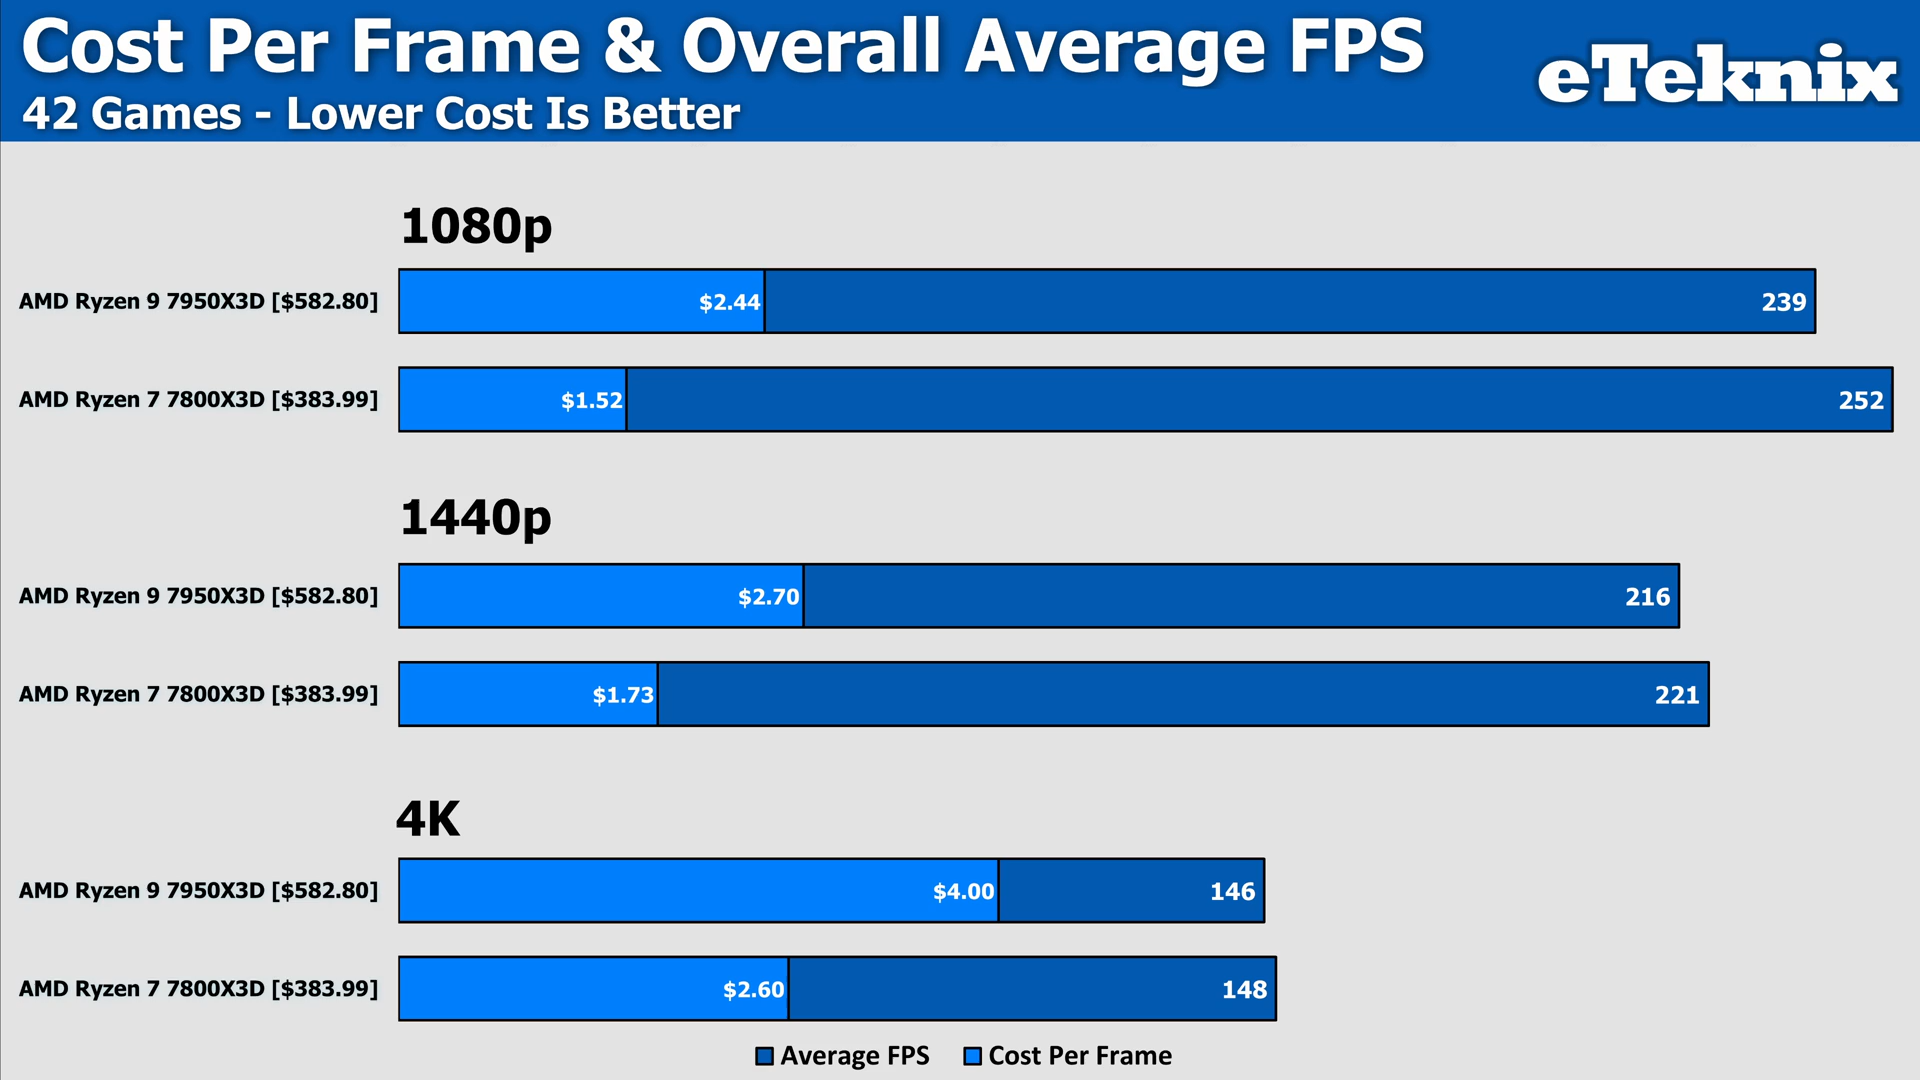 Cost Per Frame & Overall Average FPS
42 Games - Lower Cost Is Better
eTeknix
1080p
AMD Ryzen 9 7950X3D [$582.80]
$2.44
239
AMD Ryzen 7 7800X3D [$383.99]
$1.52
252
1440p
AMD Ryzen 9 7950X3D [$582.80]
$2.70
216
AMD Ryzen 7 7800X3D [$383.99]
$1.73
221
4K
AMD Ryzen 9 7950X3D [$582.80]
$4.00
146
AMD Ryzen 7 7800X3D [$383.99]
$2.60
148
Average FPS
Cost Per Frame